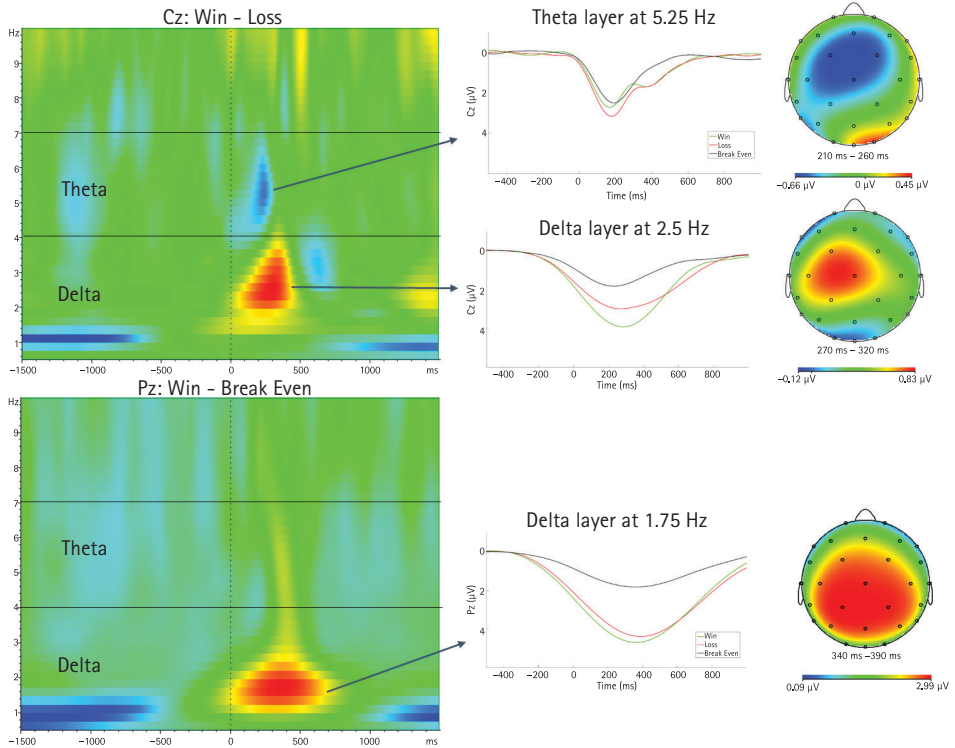 Cz: Win – Loss
Hz.
9
8
7
6
5
4
3
2
1
Theta
Delta
−1500
−1000
−500
0
500
1000
ms
Theta layer at 5.25 Hz
0
2
4
Cz (µV)
Win
Loss
Break Even
−400
−200
0
200
400
600
800
Time (ms)
210 ms – 260 ms
−0.66 µV
0 µV
0.45 µV
Delta layer at 2.5 Hz
0
2
4
Cz (µV)
−400
−200
0
200
400
600
800
Time (ms)
270 ms – 320 ms
−0.12 µV
0.83 µV
Pz: Win – Break Even
Hz.
9
8
7
6
5
4
3
2
1
Theta
Delta
−1500
−1000
−500
0
500
1000
ms
Delta layer at 1.75 Hz
0
2
4
Pz (µV)
Win
Loss
Break Even
−400
−200
0
200
400
600
800
Time (ms)
340 ms –390 ms
0.09 µV
2.99 µV